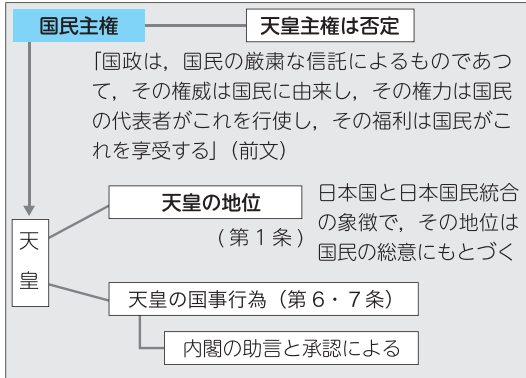 国民主権
天皇主権は否定
「国政は，国民の厳粛な信託によるものであつ
て，その権威は国民に由来し，その権力は国民
の代表者がこれを行使し，その福利は国民がこ
れを享受する」（前文）
天皇の地位
（第１条）
日本国と日本国民統合
の象徴で，その地位は
国民の総意にもとづく
天
皇
天皇の国事行為（第６・７条）
内閣の助言と承認による